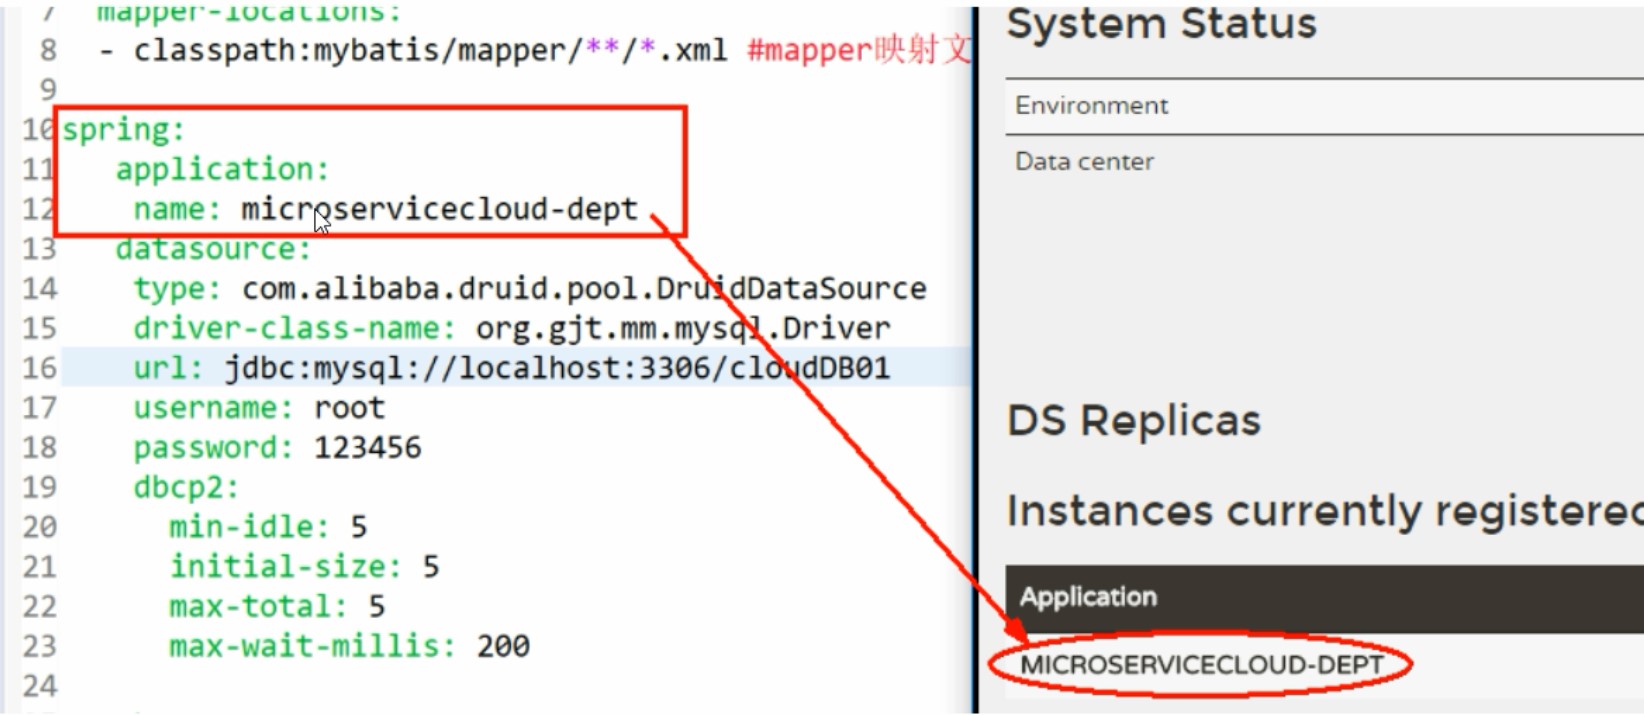 7 mapper-locations:
8 - classpath:mybatis/mapper/**/*.xml #mapper映射文
9
10 spring:
11 application:
12 name: microservicecloud-dept
13 datasource:
14 type: com.alibaba.druid.pool.DruidDataSource
15 driver-class-name: org.gjt.mm.mysql.Driver
16 url: jdbc:mysql://localhost:3306/cloudDB01
17 username: root
18 password: 123456
19 dbcp2:
20 min-idle: 5
21 initial-size: 5
22 max-total: 5
23 max-wait-millis: 200
24
System Status
Environment
Data center
DS Replicas
Instances currently registered
Application
MICROSERVICECLOUD-DEPT